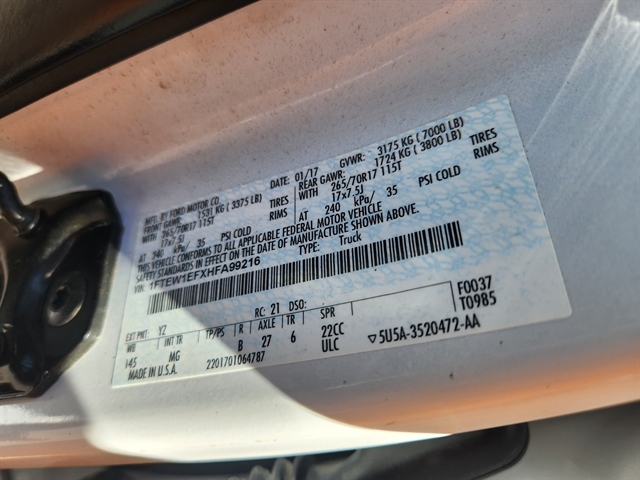 MFD. BY FORD MOTOR CO. DATE: 01/17 GVWR: 3175 KG ( 7000 LB)
FRONT GAWR: 1531 KG ( 3375 LB) REAR GAWR: 1724 KG ( 3800 LB)
WITH 265/70R17 115T TIRES WITH 265/70R17 115T TIRES
17x7.5J RIMS 17x7.5J RIMS
AT 240 kPa/ 35 PSI COLD AT 240 kPa/ 35 PSI COLD
THIS VEHICLE CONFORMS TO ALL APPLICABLE FEDERAL MOTOR VEHICLE
SAFETY STANDARDS IN EFFECT ON THE DATE OF MANUFACTURE SHOWN ABOVE.
VIN: 1FTEW1EFXHFA99216 TYPE: Truck
F0037
T0985
EXT PNT: YZ RC: 21 DSO:
WB INT TR TP/PS R AXLE TR SPR
145 MG B 27 6 22CC
ULC
▽5U5A-3520472-AA
MADE IN U.S.A. 2201701064787